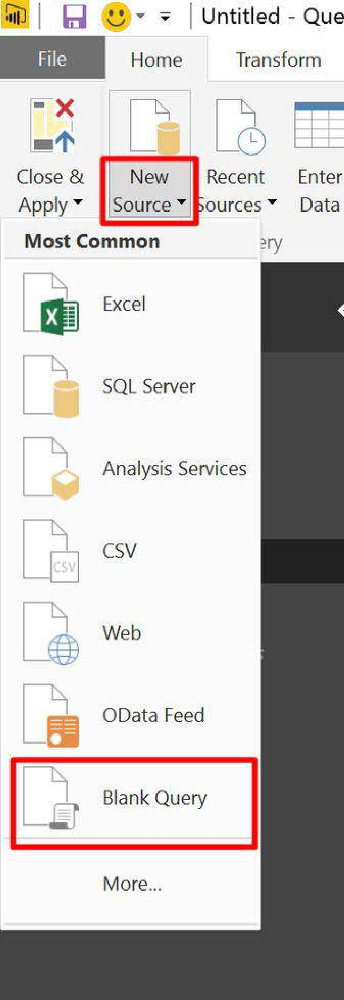 Untitled - Que
File Home Transform
Close & New Recent Enter
Apply Source Sources Data
Most Common
ery
Excel
SQL Server
Analysis Services
CSV
CSV
Web
OData Feed
Blank Query
More...